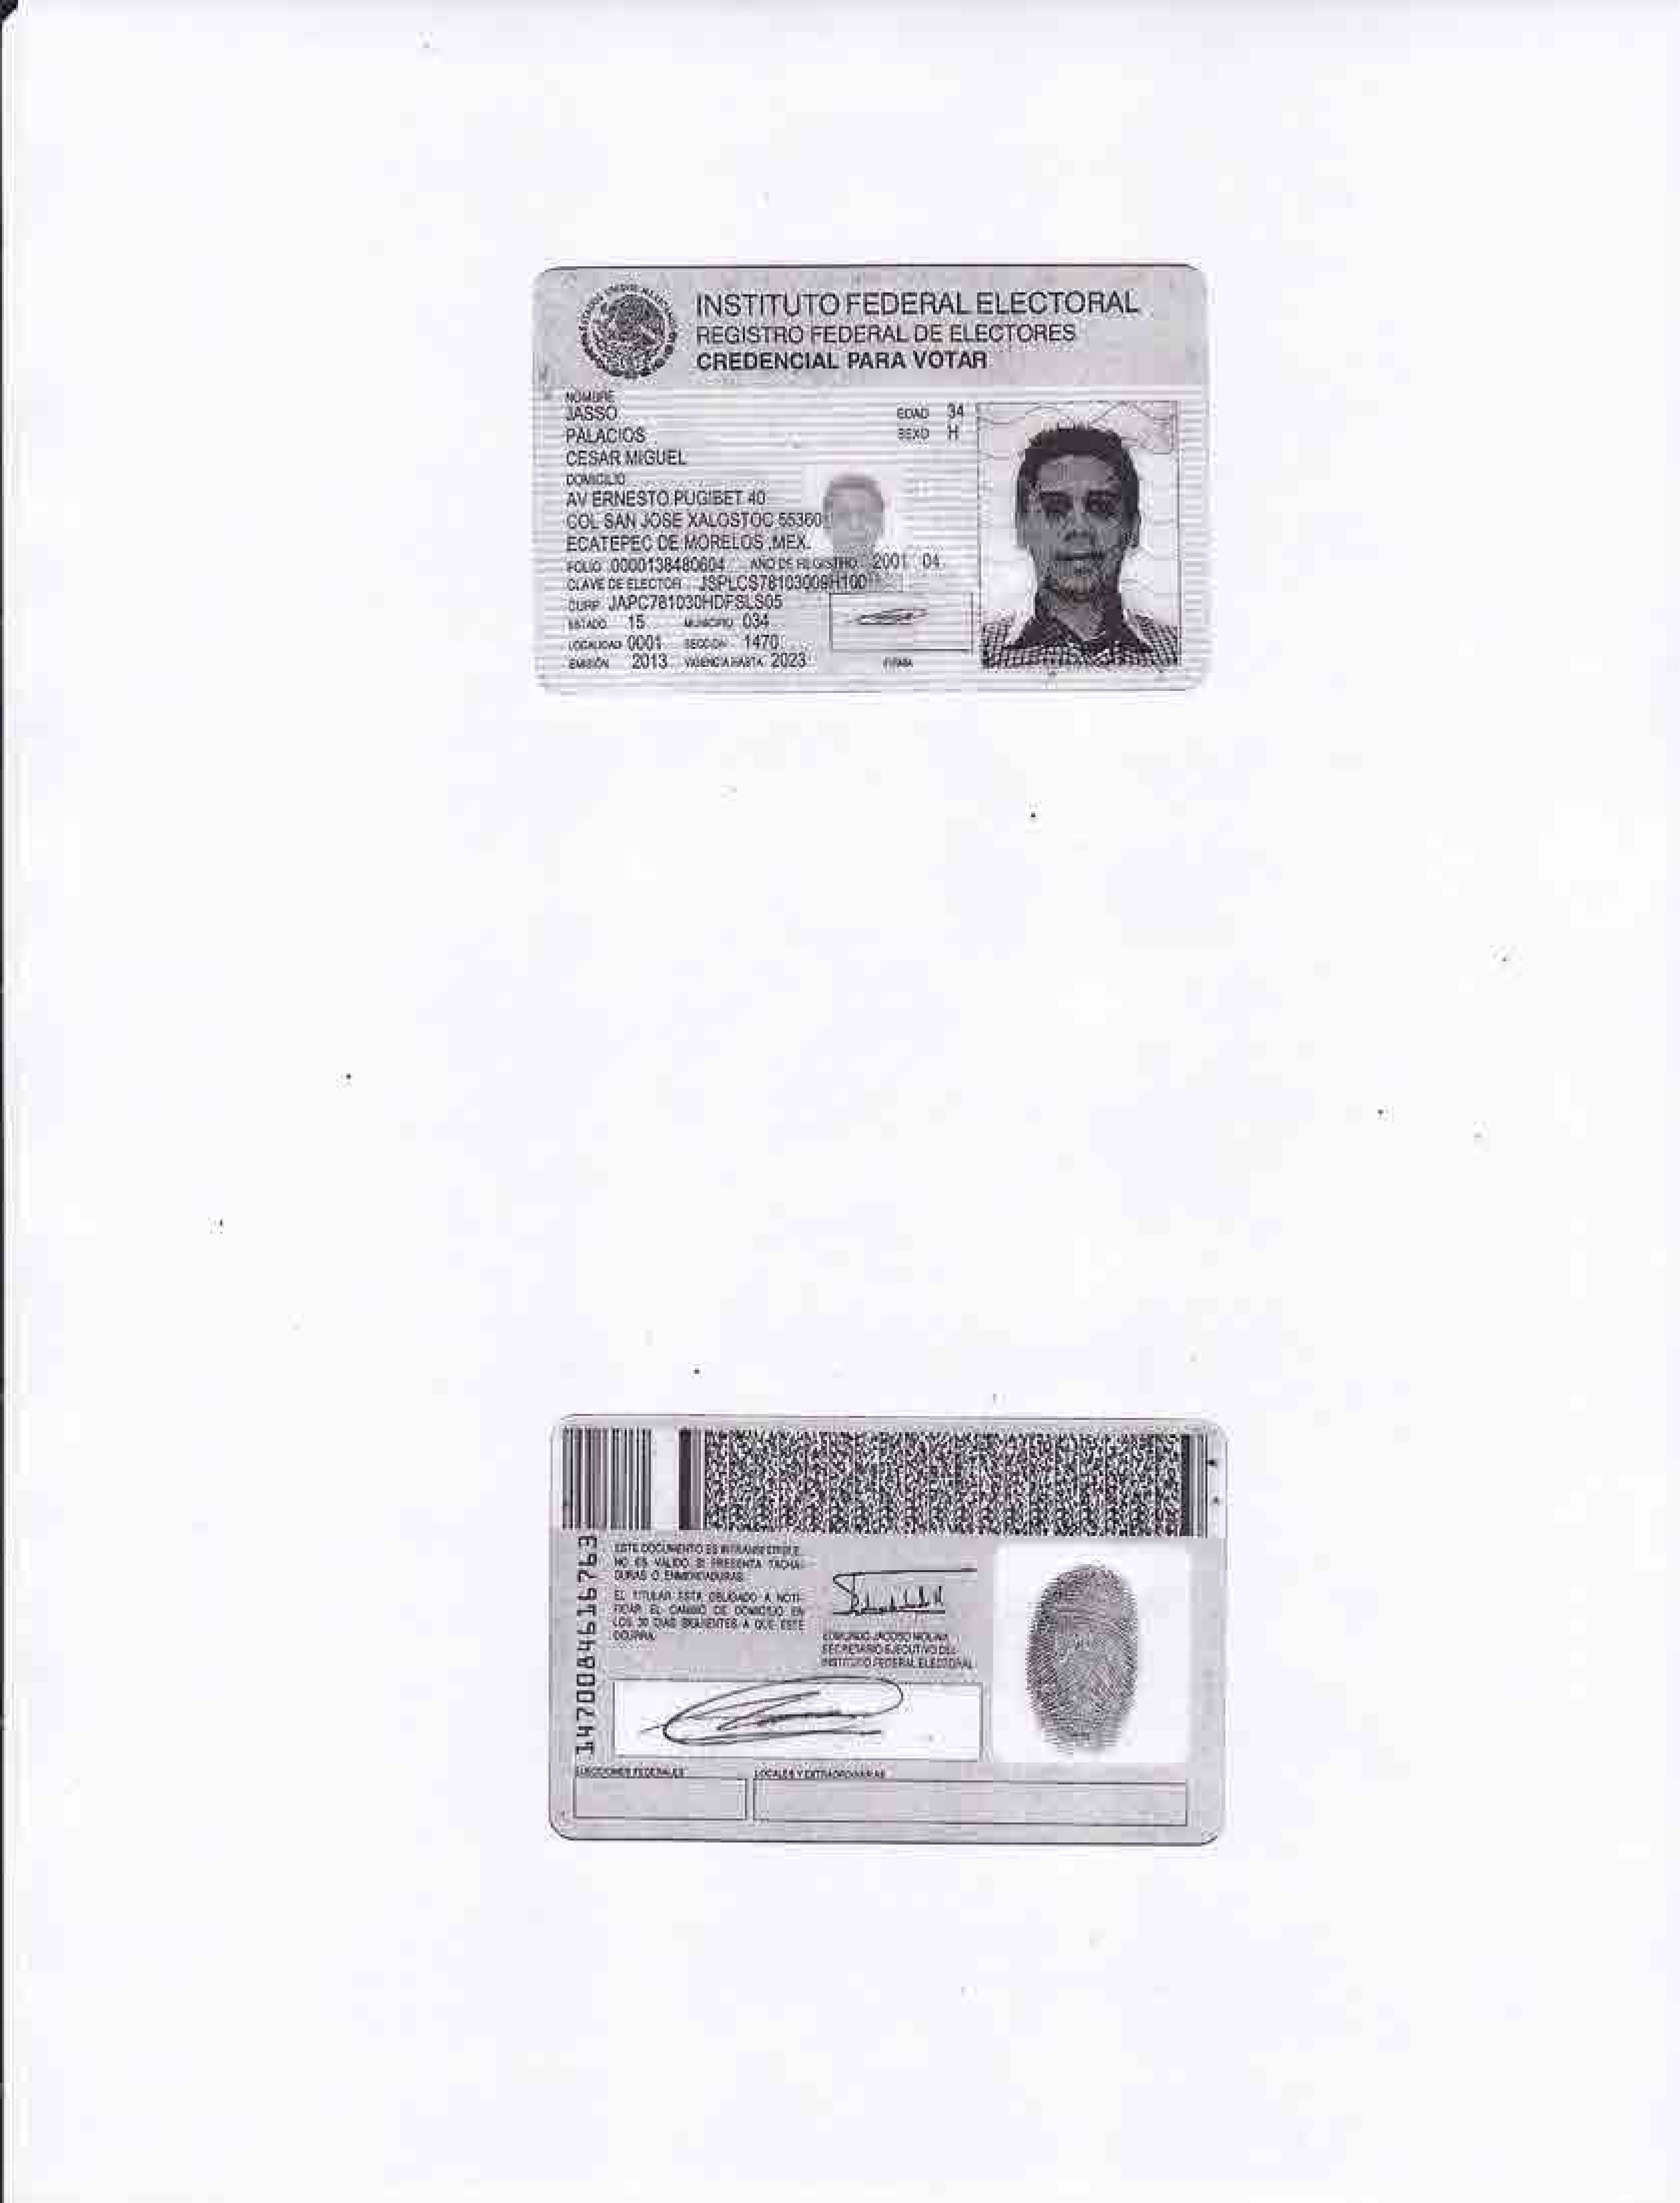 INSTITUTO FEDERAL ELECTORAL
REGISTRO FEDERAL DE ELECTORES
CREDENCIAL PARA VOTAR
NOMBRE
JASSO
PALACIOS
CESAR MIGUEL
EDAD 34
SEXO H
DOMICILIO
AV ERNESTO PUGIBET 40
COL SAN JOSE XALOSTOC 55360
ECATEPEC DE MORELOS ,MEX.
FOLIO 0000138480604 AÑO DE REGISTRO 2001 04
CLAVE DE ELECTOR JSPLCS78103009H100
CURP JAPC781030HDFSLS05
ESTADO 15 MUNICIPIO 034
LOCALIDAD 0001 SECCION 1470
EMISIÓN 2013 VIGENCIA HASTA 2023
FIRMA
1470084616763
ESTE DOCUMENTO ES INTRANSFERIBLE,
NO ES VALIDO SI PRESENTA TACHA-
DURAS O ENMENDADURAS.
EL TITULAR ESTA OBLIGADO A NOTI-
FICAR EL CAMBIO DE DOMICILIO EN
LOS 30 DIAS SIGUIENTES A QUE ESTE
OCURRA.
EDMUNDO JACOBO MOLINA
SECRETARIO EJECUTIVO DEL
INSTITUTO FEDERAL ELECTORAL
ELECCIONES FEDERALES
LOCALES Y EXTRAORDINARIAS